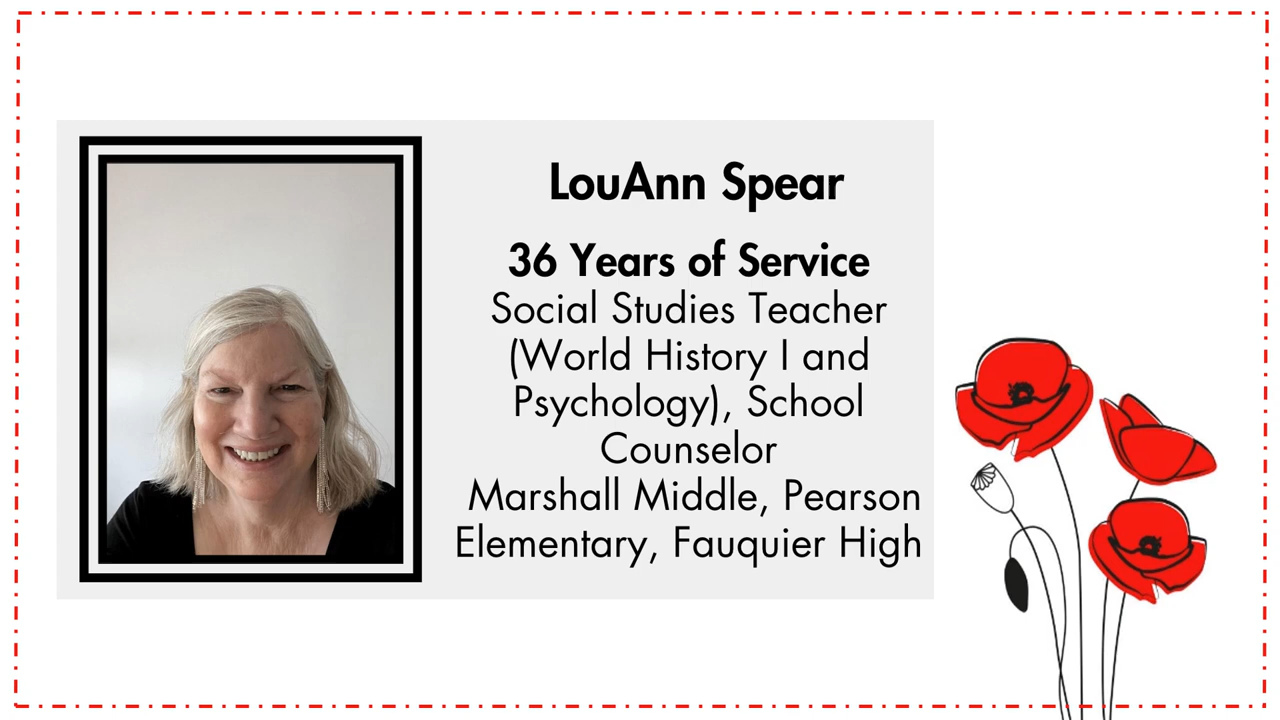 LouAnn Spear
36 Years of Service
Social Studies Teacher
(World History I and
Psychology), School
Counselor
Marshall Middle, Pearson
Elementary, Fauquier High